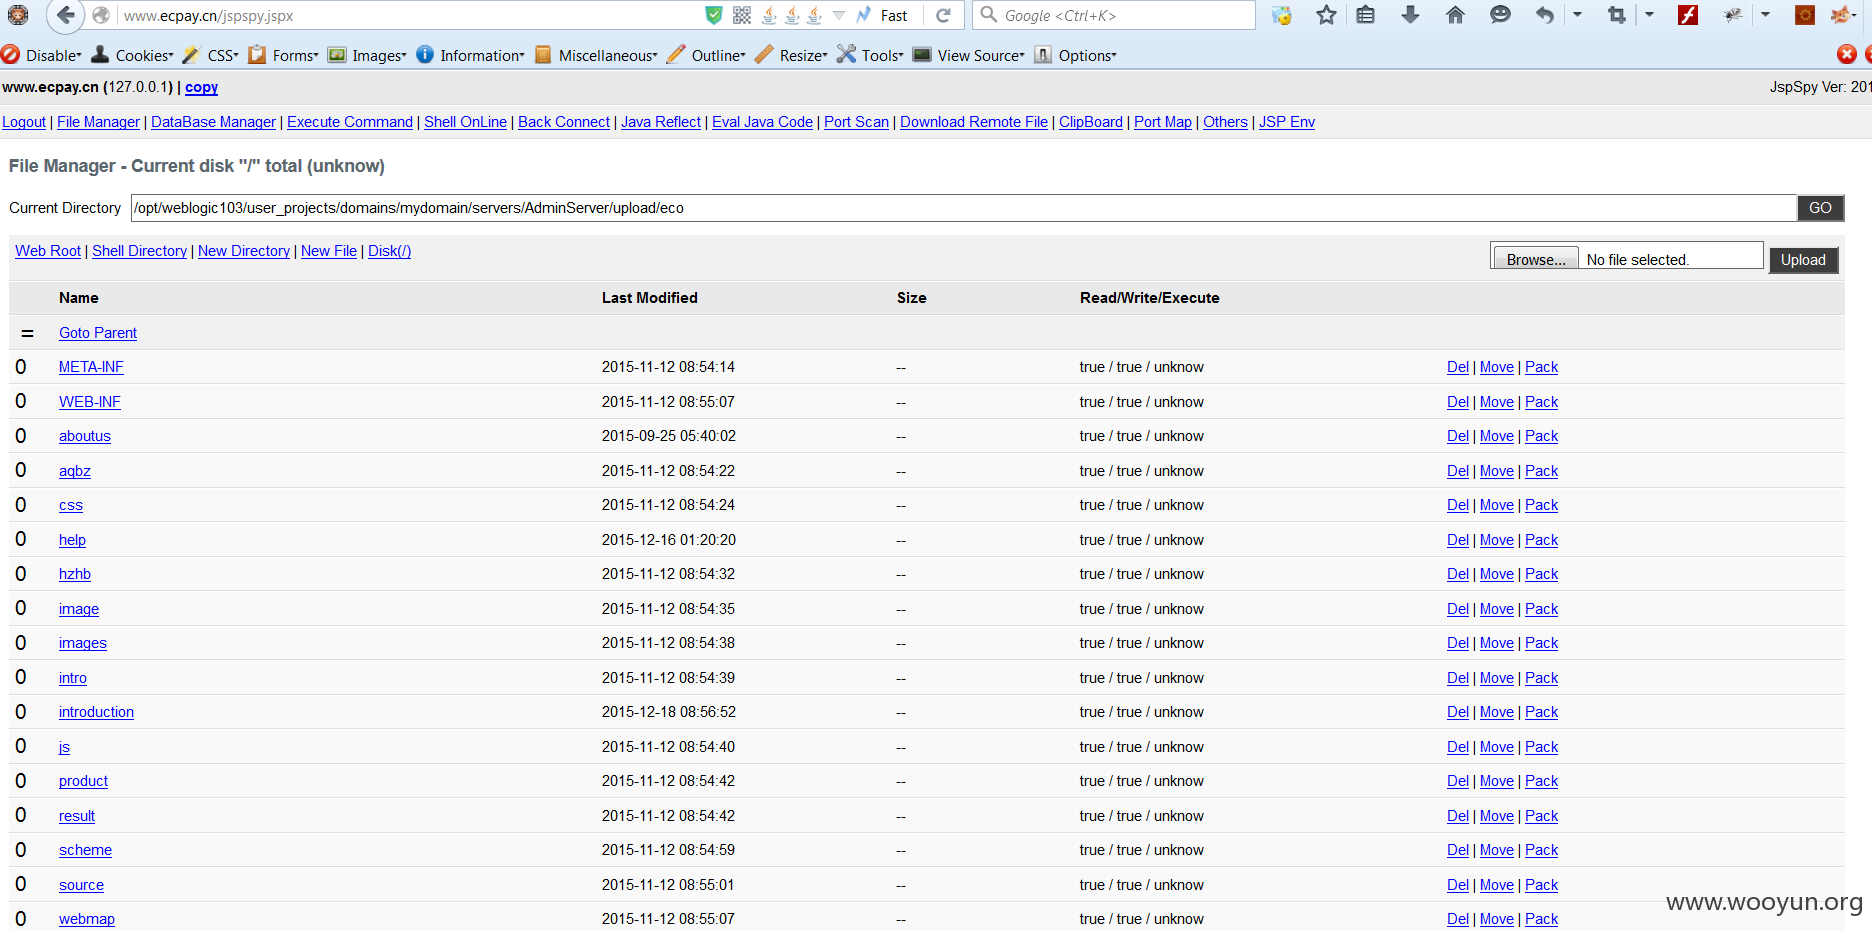 www.ecpay.cn/jspspy.jspx
Fast
Google <Ctrl+K>
Disable Cookies CSS Forms Images Information Miscellaneous Outline Resize Tools View Source Options
www.ecpay.cn (127.0.0.1) | copy
JspSpy Ver: 201
Logout | File Manager | DataBase Manager | Execute Command | Shell OnLine | Back Connect | Java Reflect | Eval Java Code | Port Scan | Download Remote File | ClipBoard | Port Map | Others | JSP Env
File Manager - Current disk "/" total (unknow)
Current Directory /opt/weblogic103/user_projects/domains/mydomain/servers/AdminServer/upload/eco GO
Web Root | Shell Directory | New Directory | New File | Disk(/)
Browse... No file selected. Upload
Name Last Modified Size Read/Write/Execute
= Goto Parent
0 META-INF 2015-11-12 08:54:14 -- true / true / unknow Del | Move | Pack
0 WEB-INF 2015-11-12 08:55:07 -- true / true / unknow Del | Move | Pack
0 aboutus 2015-09-25 05:40:02 -- true / true / unknow Del | Move | Pack
0 aqbz 2015-11-12 08:54:22 -- true / true / unknow Del | Move | Pack
0 css 2015-11-12 08:54:24 -- true / true / unknow Del | Move | Pack
0 help 2015-12-16 01:20:20 -- true / true / unknow Del | Move | Pack
0 hzhb 2015-11-12 08:54:32 -- true / true / unknow Del | Move | Pack
0 image 2015-11-12 08:54:35 -- true / true / unknow Del | Move | Pack
0 images 2015-11-12 08:54:38 -- true / true / unknow Del | Move | Pack
0 intro 2015-11-12 08:54:39 -- true / true / unknow Del | Move | Pack
0 introduction 2015-12-18 08:56:52 -- true / true / unknow Del | Move | Pack
0 js 2015-11-12 08:54:40 -- true / true / unknow Del | Move | Pack
0 product 2015-11-12 08:54:42 -- true / true / unknow Del | Move | Pack
0 result 2015-11-12 08:54:42 -- true / true / unknow Del | Move | Pack
0 scheme 2015-11-12 08:54:59 -- true / true / unknow Del | Move | Pack
0 source 2015-11-12 08:55:01 -- true / true / unknow Del | Move | Pack
0 webmap 2015-11-12 08:55:07 -- true / true / unknow Del | Move | Pack
www.wooyun.org